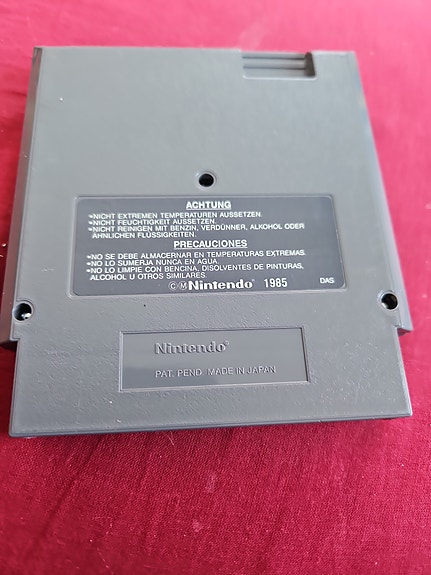 ACHTUNG
•NICHT EXTREMEN TEMPERATUREN AUSSETZEN.
•NICHT FEUCHTIGKEIT AUSSETZEN.
•NICHT REINIGEN MIT BENZIN, VERDÜNNER, ALKOHOL ODER
ÄHNLICHEN FLÜSSIGKEITEN.
PRECAUCIONES
•NO SE DEBE ALMACERNAR EN TEMPERATURAS EXTREMAS.
•NO LO SUMERJA NUNCA EN AGUA.
•NO LO LIMPIE CON BENCINA, DISOLVENTES DE PINTURAS,
ALCOHOL U OTROS SIMILARES.
ⒸⓂNintendo® 1985 DAS
Nintendo®
PAT. PEND. MADE IN JAPAN